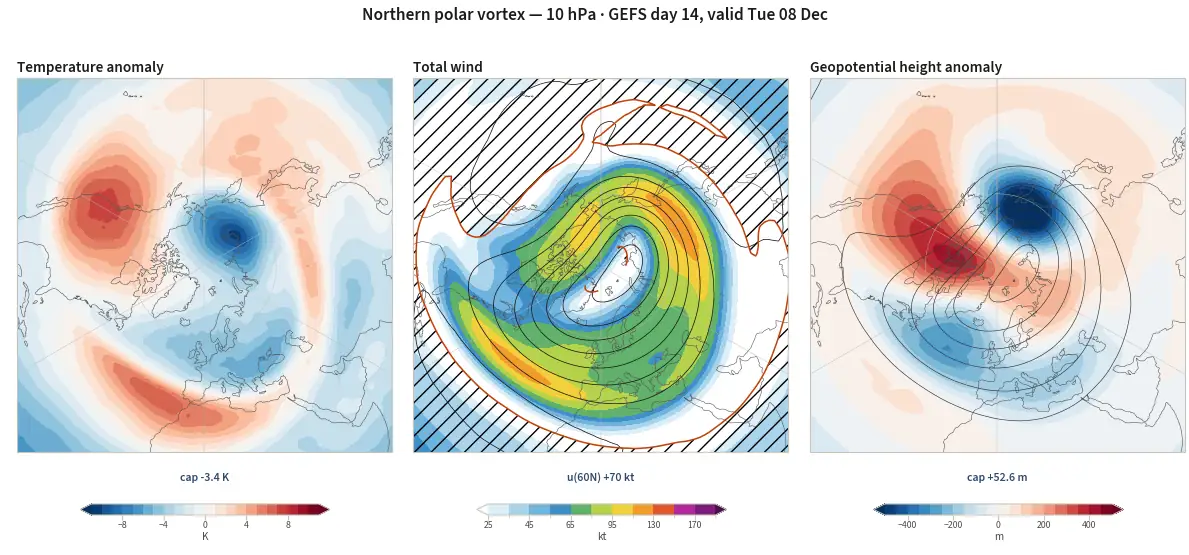 Northern polar vortex — 10 hPa · GEFS day 14, valid Tue 08 Dec
Temperature anomaly
Total wind
Geopotential height anomaly
cap -3.4 K
u(60N) +70 kt
cap +52.6 m
−8 −4 0 4 8
K
25 45 65 95 130 170
kt
−400 −200 0 200 400
m